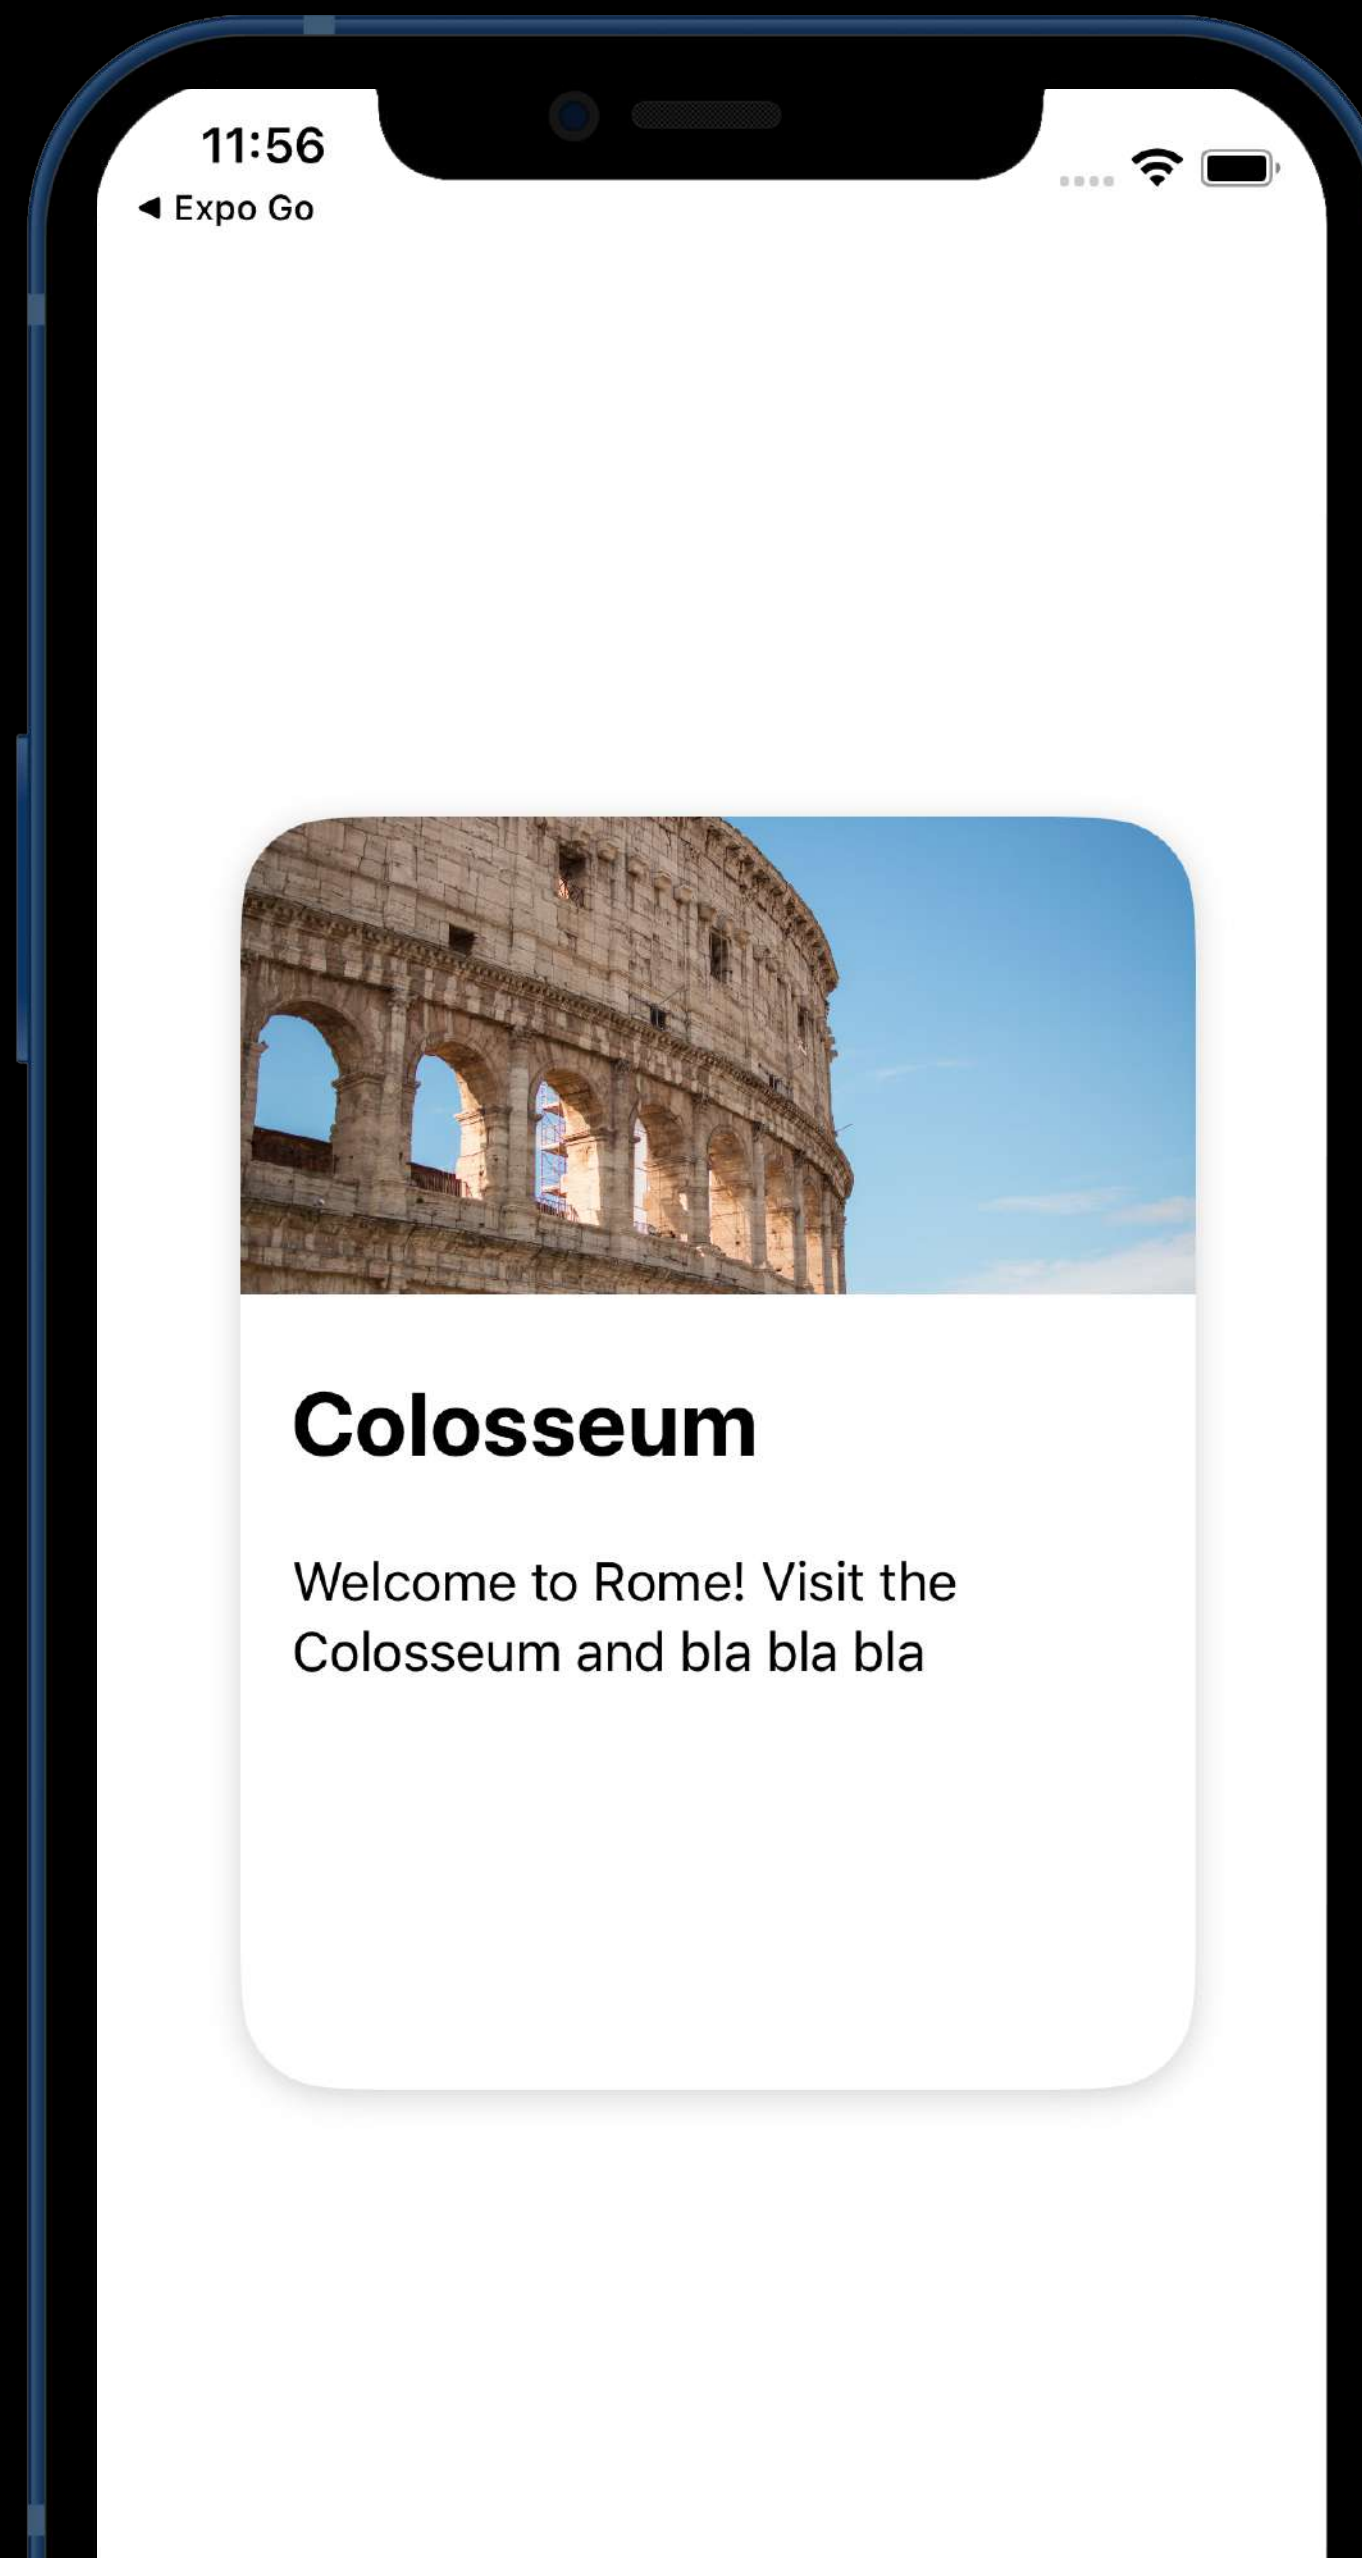 11:56
◀ Expo Go
Colosseum
Welcome to Rome! Visit the
Colosseum and bla bla bla